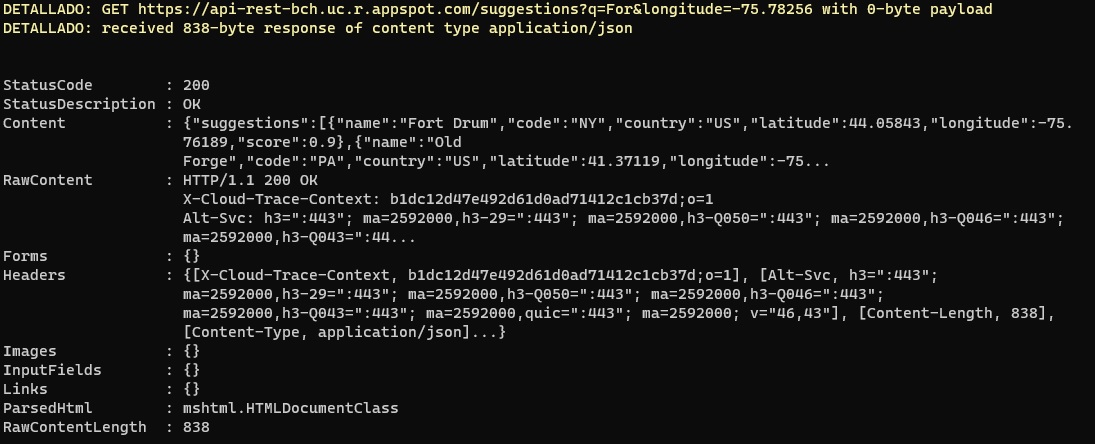 DETALLADO: GET https://api-rest-bch.uc.r.appspot.com/suggestions?q=For&longitude=-75.78256 with 0-byte payload
DETALLADO: received 838-byte response of content type application/json
StatusCode : 200
StatusDescription : OK
Content : {"suggestions":[{"name":"Fort Drum","code":"NY","country":"US","latitude":44.05843,"longitude":-75.
76189,"score":0.9},{"name":"Old
Forge","code":"PA","country":"US","latitude":41.37119,"longitude":-75...
RawContent : HTTP/1.1 200 OK
X-Cloud-Trace-Context: b1dc12d47e492d61d0ad71412c1cb37d;o=1
Alt-Svc: h3=":443"; ma=2592000,h3-29=":443"; ma=2592000,h3-Q050=":443"; ma=2592000,h3-Q046=":443";
ma=2592000,h3-Q043=":44...
Forms : {}
Headers : {[X-Cloud-Trace-Context, b1dc12d47e492d61d0ad71412c1cb37d;o=1], [Alt-Svc, h3=":443";
ma=2592000,h3-29=":443"; ma=2592000,h3-Q050=":443"; ma=2592000,h3-Q046=":443";
ma=2592000,h3-Q043=":443"; ma=2592000,quic=":443"; ma=2592000; v="46,43"], [Content-Length, 838],
[Content-Type, application/json]...}
Images : {}
InputFields : {}
Links : {}
ParsedHtml : mshtml.HTMLDocumentClass
RawContentLength : 838